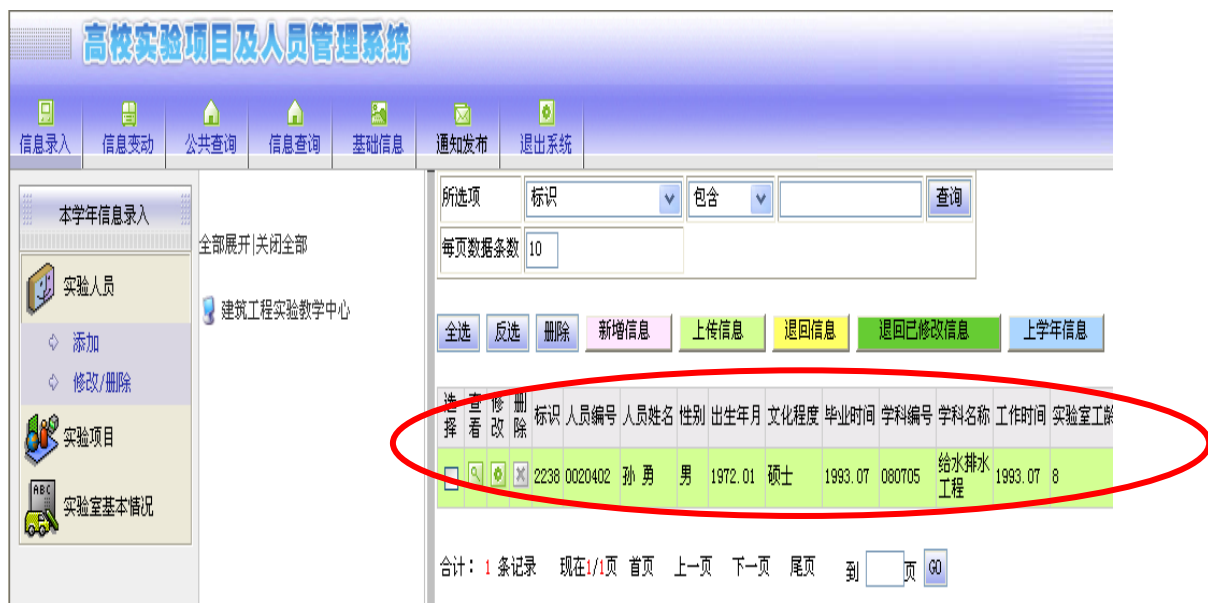 高校实验项目及人员管理系统
信息录入 信息变动 公共查询 信息查询 基础信息 通知发布 退出系统
本学年信息录入
实验人员
添加
修改/删除
实验项目
ABC
实验室基本情况
全部展开|关闭全部
建筑工程实验教学中心
所选项 标识 包含 查询
每页数据条数 10
全选 反选 删除 新增信息 上传信息 退回信息 退回已修改信息 上学年信息
选择 查看 修改 删除 标识 人员编号 人员姓名 性别 出生年月 文化程度 毕业时间 学科编号 学科名称 工作时间 实验室工龄
2238 0020402 孙 勇 男 1972.01 硕士 1993.07 080705 给水排水工程 1993.07 8
合计： 1 条记录 现在1/1页 首页 上一页 下一页 尾页 到 页 GO